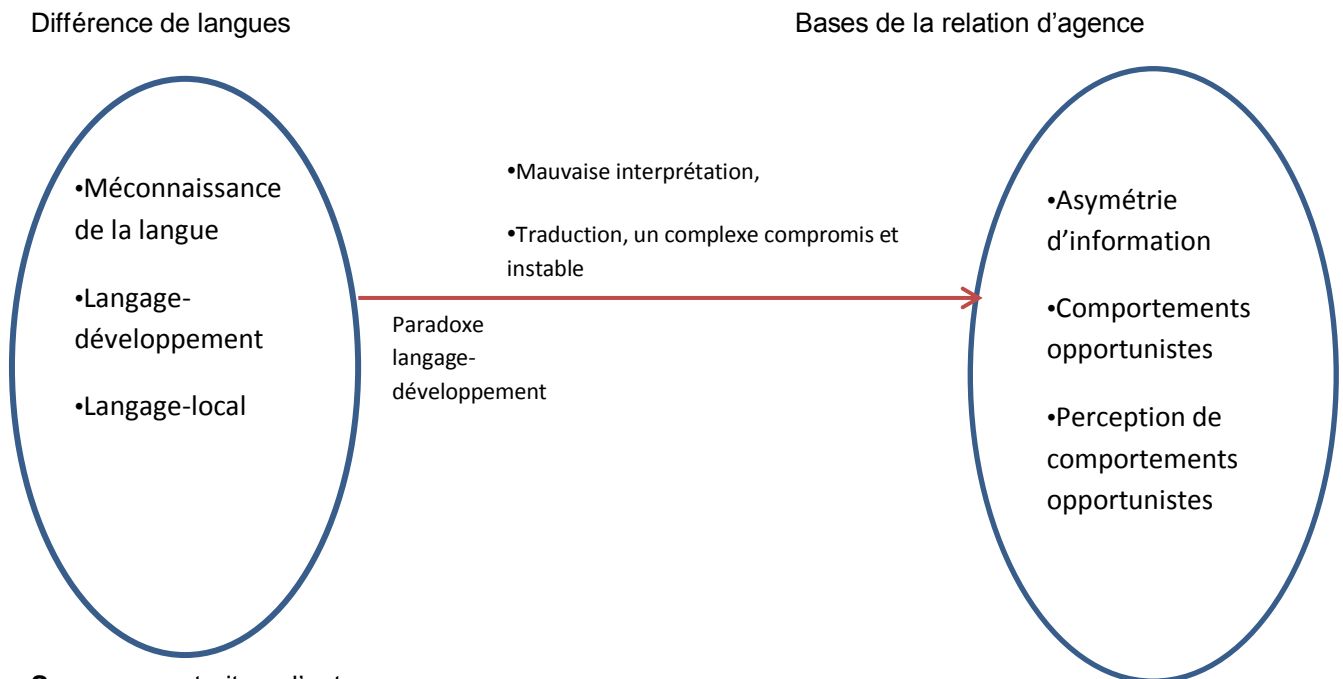 Différence de langues
Bases de la relation d’agence
•Méconnaissance
de la langue
•Langage-
développement
•Langage-local
•Mauvaise interprétation,
•Traduction, un complexe compromis et
instable
Paradoxe
langage-
développement
•Asymétrie
d’information
•Comportements
opportunistes
•Perception de
comportements
opportunistes